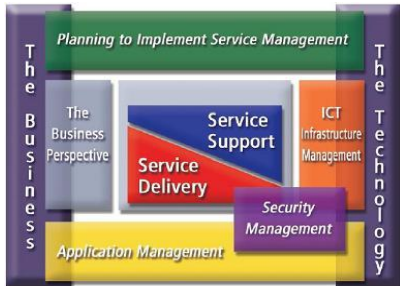 Planning to Implement Service Management
The Business
The
Business
Perspective
Service
Support
Service
Delivery
ICT
Infrastructure
Management
The Technology
Security
Management
Application Management